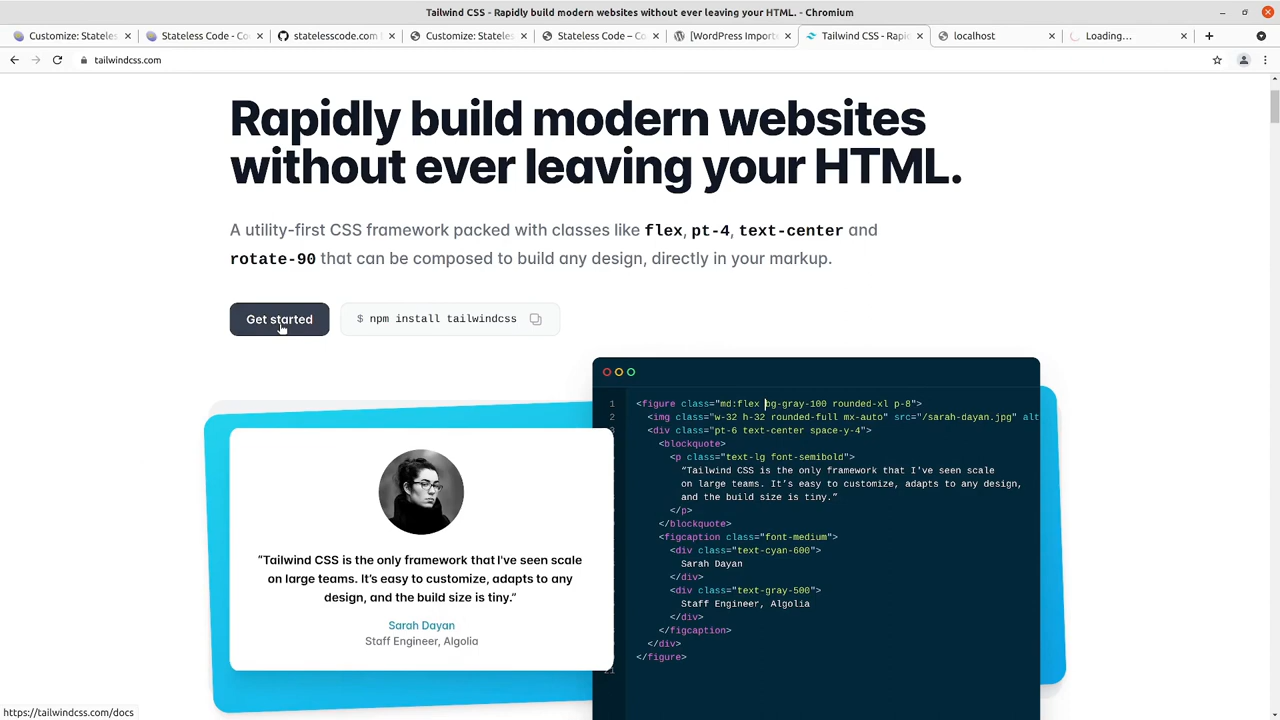 Tailwind CSS - Rapidly build modern websites without ever leaving your HTML. - Chromium
Customize: Stateles
Stateless Code - Co
statelesscode.com
Customize: Stateles
Stateless Code – Co
[WordPress Import
Tailwind CSS - Rapi
localhost
Loading...
tailwindcss.com
Rapidly build modern websites
without ever leaving your HTML.
A utility-first CSS framework packed with classes like flex, pt-4, text-center and
rotate-90 that can be composed to build any design, directly in your markup.
Get started
$ npm install tailwindcss
1 <figure class="md:flex bg-gray-100 rounded-xl p-8">
2 <img class="w-32 h-32 rounded-full mx-auto" src="/sarah-dayan.jpg" alt
<div class="pt-6 text-center space-y-4">
<blockquote>
<p class="text-lg font-semibold">
“Tailwind CSS is the only framework that I've seen scale
on large teams. It’s easy to customize, adapts to any design,
and the build size is tiny.”
</p>
</blockquote>
<figcaption class="font-medium">
<div class="text-cyan-600">
Sarah Dayan
</div>
<div class="text-gray-500">
Staff Engineer, Algolia
</div>
</figcaption>
</div>
</figure>
“Tailwind CSS is the only framework that I've seen scale
on large teams. It’s easy to customize, adapts to any
design, and the build size is tiny.”
Sarah Dayan
Staff Engineer, Algolia
https://tailwindcss.com/docs